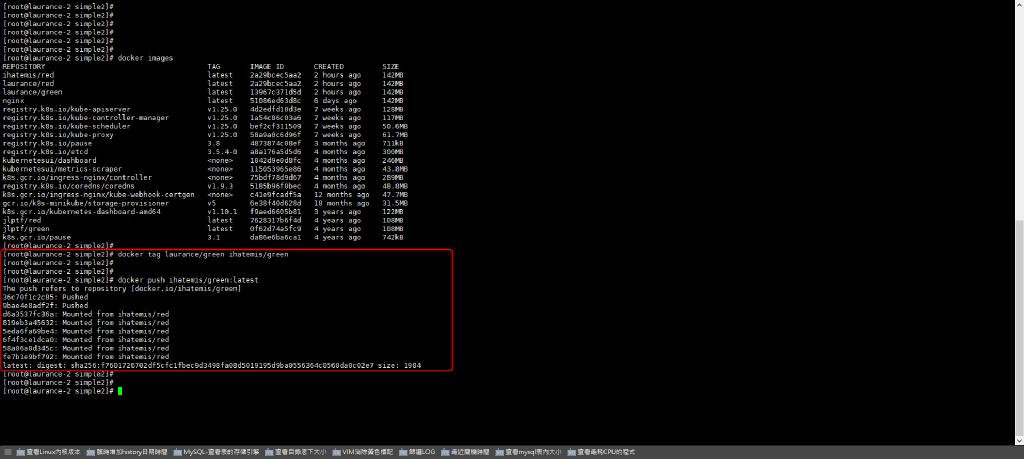 [root@laurance-2 simple2]#
[root@laurance-2 simple2]#
[root@laurance-2 simple2]#
[root@laurance-2 simple2]#
[root@laurance-2 simple2]#
[root@laurance-2 simple2]#
[root@laurance-2 simple2]# docker images
REPOSITORY TAG IMAGE ID CREATED SIZE
ihatemis/red latest 2a29bcec5aa2 2 hours ago 142MB
laurance/red latest 2a29bcec5aa2 2 hours ago 142MB
laurance/green latest 13967c371d5d 2 hours ago 142MB
nginx latest 51086ed63d8c 6 days ago 142MB
registry.k8s.io/kube-apiserver v1.25.0 4d2edfd10d3e 7 weeks ago 128MB
registry.k8s.io/kube-controller-manager v1.25.0 1a54c86c03a6 7 weeks ago 117MB
registry.k8s.io/kube-scheduler v1.25.0 bef2cf311509 7 weeks ago 50.6MB
registry.k8s.io/kube-proxy v1.25.0 58a9a0c6d96f 7 weeks ago 61.7MB
registry.k8s.io/pause 3.8 4873874c08ef 3 months ago 711kB
registry.k8s.io/etcd 3.5.4-0 a8a176a5d5d6 4 months ago 300MB
kubernetesui/dashboard <none> 1042d9e0d8fc 4 months ago 246MB
kubernetesui/metrics-scraper <none> 115053965e86 4 months ago 43.8MB
k8s.gcr.io/ingress-nginx/controller <none> 75bdf78d9d67 4 months ago 289MB
registry.k8s.io/coredns/coredns v1.9.3 5185b96f0bec 4 months ago 48.8MB
k8s.gcr.io/ingress-nginx/kube-webhook-certgen <none> c41e9fcadf5a 12 months ago 47.7MB
gcr.io/k8s-minikube/storage-provisioner v5 6e38f40d628d 18 months ago 31.5MB
k8s.gcr.io/kubernetes-dashboard-amd64 v1.10.1 f9aed6605b81 3 years ago 122MB
jlptf/red latest 7628317b6f4d 4 years ago 108MB
jlptf/green latest 0f62d74a5fc9 4 years ago 108MB
k8s.gcr.io/pause 3.1 da86e6ba6ca1 4 years ago 742kB
[root@laurance-2 simple2]#
[root@laurance-2 simple2]# docker tag laurance/green ihatemis/green
[root@laurance-2 simple2]#
[root@laurance-2 simple2]#
[root@laurance-2 simple2]# docker push ihatemis/green:latest
The push refers to repository [docker.io/ihatemis/green]
36c70f1c2c85: Pushed
9bae4e8adf2f: Pushed
d6a3537fc36a: Mounted from ihatemis/red
819eb3a45632: Mounted from ihatemis/red
5eda6fa69be4: Mounted from ihatemis/red
6f4f3ce1dca0: Mounted from ihatemis/red
58a06a0d345c: Mounted from ihatemis/red
fe7b1e9bf792: Mounted from ihatemis/red
latest: digest: sha256:f7601726702df5cfc1fbec9d3498fa08d5019195d9ba0556364c0560da0c02e7 size: 1984
[root@laurance-2 simple2]#
[root@laurance-2 simple2]#
[root@laurance-2 simple2]#
查看Linux內核版本 臨時增加history日期時間 MySQL-查看表的存儲引擎 查看目錄底下大小 VIM消除黃色標記 篩選LOG 最近開機時間 查看mysql表內大小 查看最耗CPU的程式